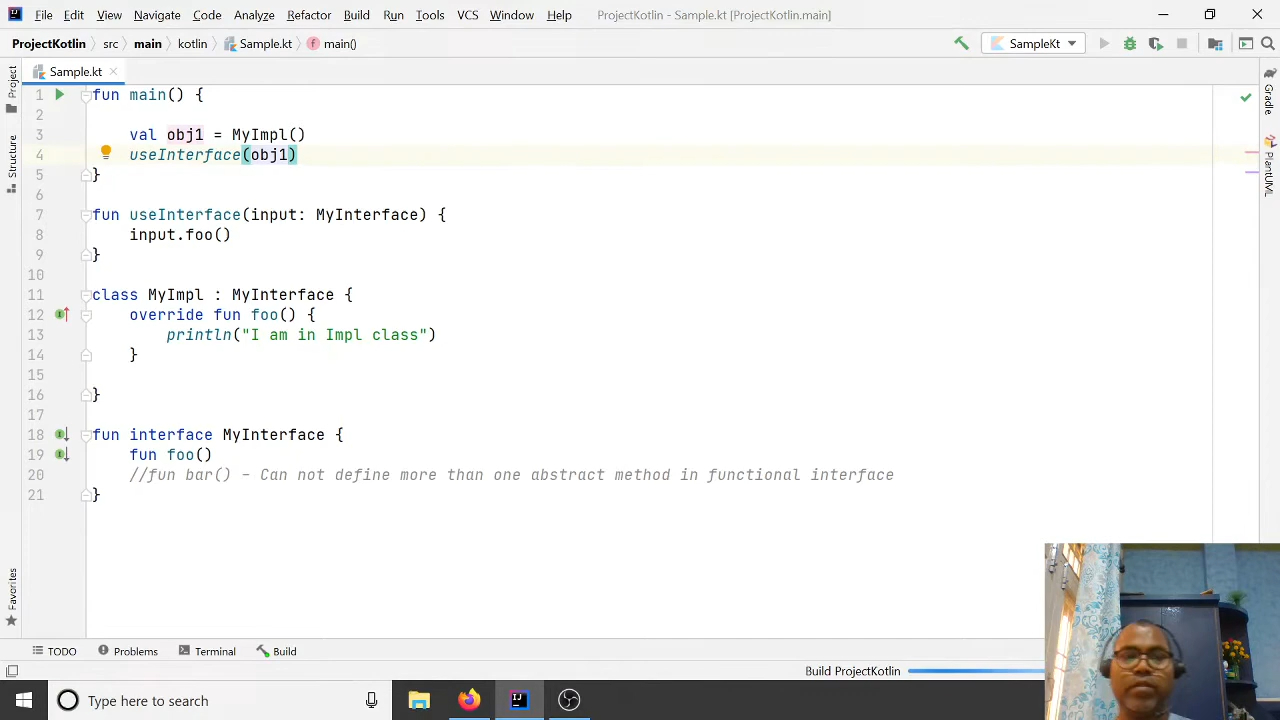 File Edit View Navigate Code Analyze Refactor Build Run Tools VCS Window Help ProjectKotlin - Sample.kt [ProjectKotlin.main]
ProjectKotlin src main kotlin Sample.kt main() SampleKt
Project
Structure
Favorites
Sample.kt
1 fun main() {
2
3 val obj1 = MyImpl()
4 useInterface(obj1)
5 }
6
7 fun useInterface(input: MyInterface) {
8 input.foo()
9 }
10
11 class MyImpl : MyInterface {
12 override fun foo() {
13 println("I am in Impl class")
14 }
15
16 }
17
18 fun interface MyInterface {
19 fun foo()
20 //fun bar() - Can not define more than one abstract method in functional interface
21 }
Gradle
PlantUML
TODO Problems Terminal Build
Build ProjectKotlin
Type here to search